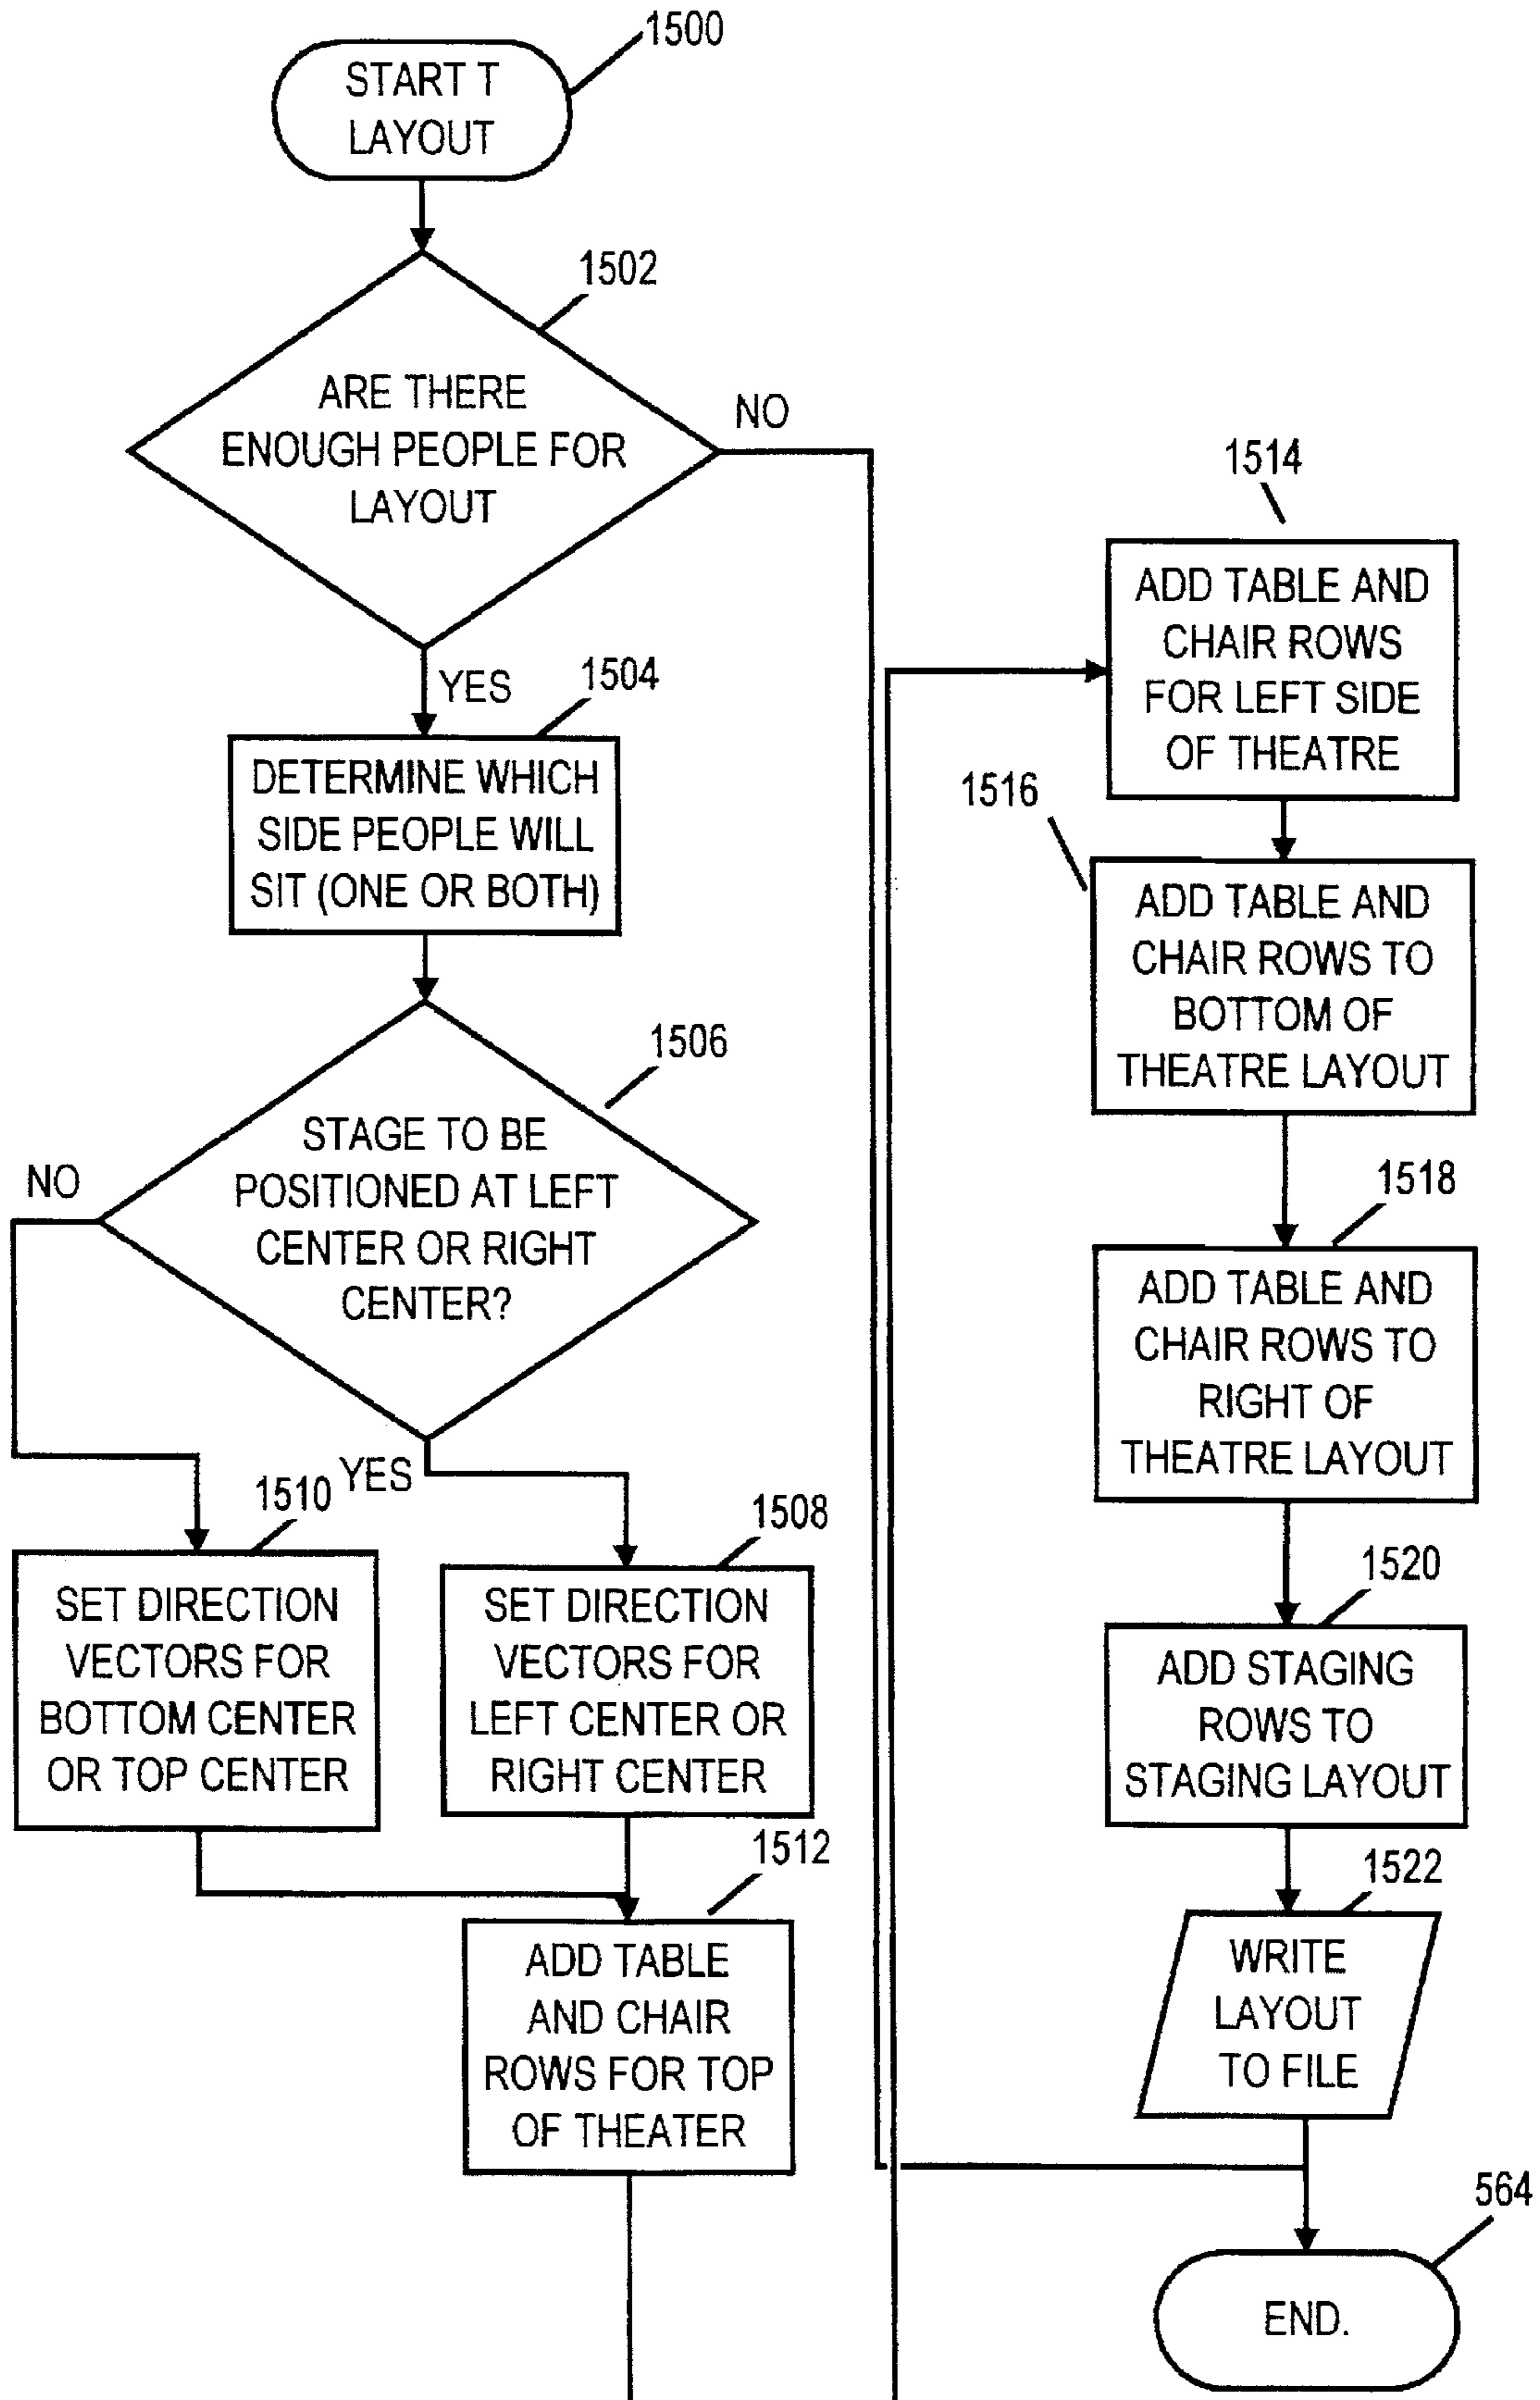 1500
START T
LAYOUT
1502
ARE THERE
ENOUGH PEOPLE FOR
LAYOUT
NO
YES
1504
DETERMINE WHICH
SIDE PEOPLE WILL
SIT (ONE OR BOTH)
1506
STAGE TO BE
POSITIONED AT LEFT
CENTER OR RIGHT
CENTER?
NO
YES
1510
SET DIRECTION
VECTORS FOR
BOTTOM CENTER
OR TOP CENTER
1508
SET DIRECTION
VECTORS FOR
LEFT CENTER OR
RIGHT CENTER
1512
ADD TABLE
AND CHAIR
ROWS FOR TOP
OF THEATER
1514
ADD TABLE AND
CHAIR ROWS
FOR LEFT SIDE
OF THEATRE
1516
ADD TABLE AND
CHAIR ROWS TO
BOTTOM OF
THEATRE LAYOUT
1518
ADD TABLE AND
CHAIR ROWS TO
RIGHT OF
THEATRE LAYOUT
1520
ADD STAGING
ROWS TO
STAGING LAYOUT
1522
WRITE
LAYOUT
TO FILE
564
END.